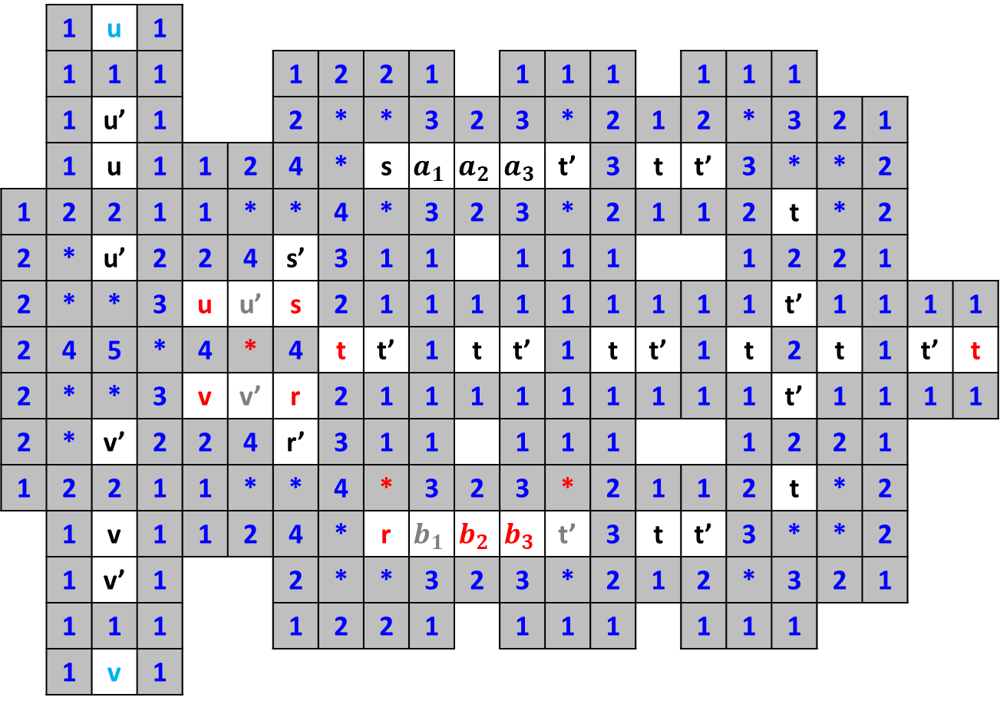 1 u 1
1 1 1 1 2 2 1 1 1 1 1 1 1
1 u’ 1 2 * * 3 2 3 * 2 1 2 * 3 2 1
1 u 1 1 2 4 * s a₁ a₂ a₃ t’ 3 t t’ 3 * * 2
1 2 2 1 1 * * 4 * 3 2 3 * 2 1 1 2 t * 2
2 * u’ 2 2 4 s’ 3 1 1 1 1 1 1 2 2 1
2 * * 3 u u’ s 2 1 1 1 1 1 1 1 1 1 t’ 1 1 1 1
2 4 5 * 4 * 4 t t’ 1 t t’ 1 t t’ 1 t 2 t 1 t’ t
2 * * 3 v v’ r 2 1 1 1 1 1 1 1 1 1 t’ 1 1 1 1
2 * v’ 2 2 4 r’ 3 1 1 1 1 1 1 2 2 1
1 2 2 1 1 * * 4 * 3 2 3 * 2 1 1 2 t * 2
1 v 1 1 2 4 * r b₁ b₂ b₃ t’ 3 t t’ 3 * * 2
1 v’ 1 2 * * 3 2 3 * 2 1 2 * 3 2 1
1 1 1 1 2 2 1 1 1 1 1 1 1
1 v 1